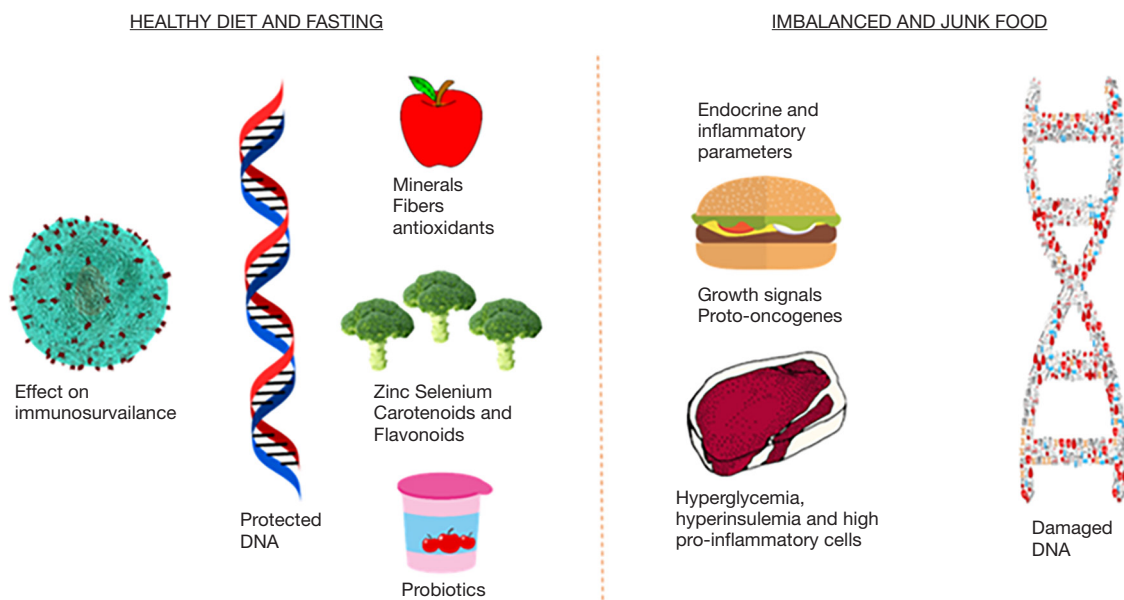 HEALTHY DIET AND FASTING
Effect on
immunosurvailance
Protected
DNA
Minerals
Fibers
antioxidants
Zinc Selenium
Carotenoids and
Flavonoids
Probiotics
IMBALANCED AND JUNK FOOD
Endocrine and
inflammatory
parameters
Growth signals
Proto-oncogenes
Hyperglycemia,
hyperinsulemia and high
pro-inflammatory cells
Damaged
DNA